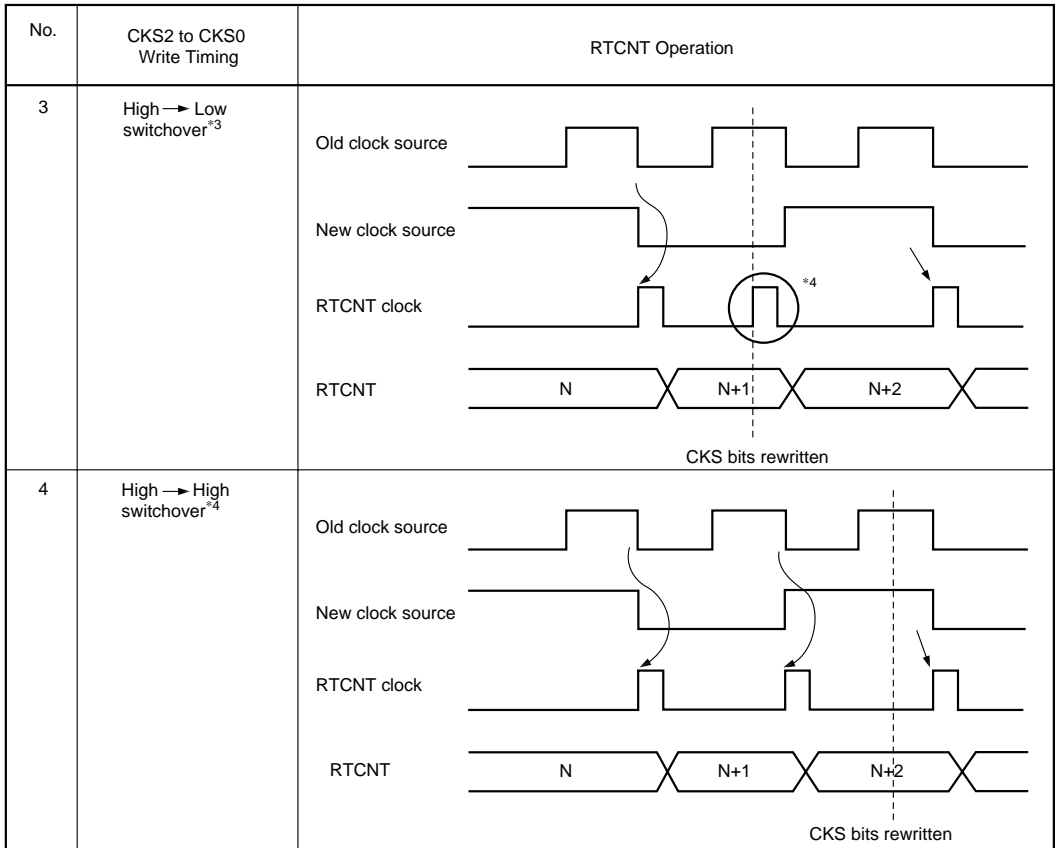 No.
CKS2 to CKS0
Write Timing
RTCNT Operation
3
High → Low
switchover*3
Old clock source
New clock source
RTCNT clock
*4
RTCNT
N
N+1
N+2
CKS bits rewritten
4
High → High
switchover*4
Old clock source
New clock source
RTCNT clock
RTCNT
N
N+1
N+2
CKS bits rewritten